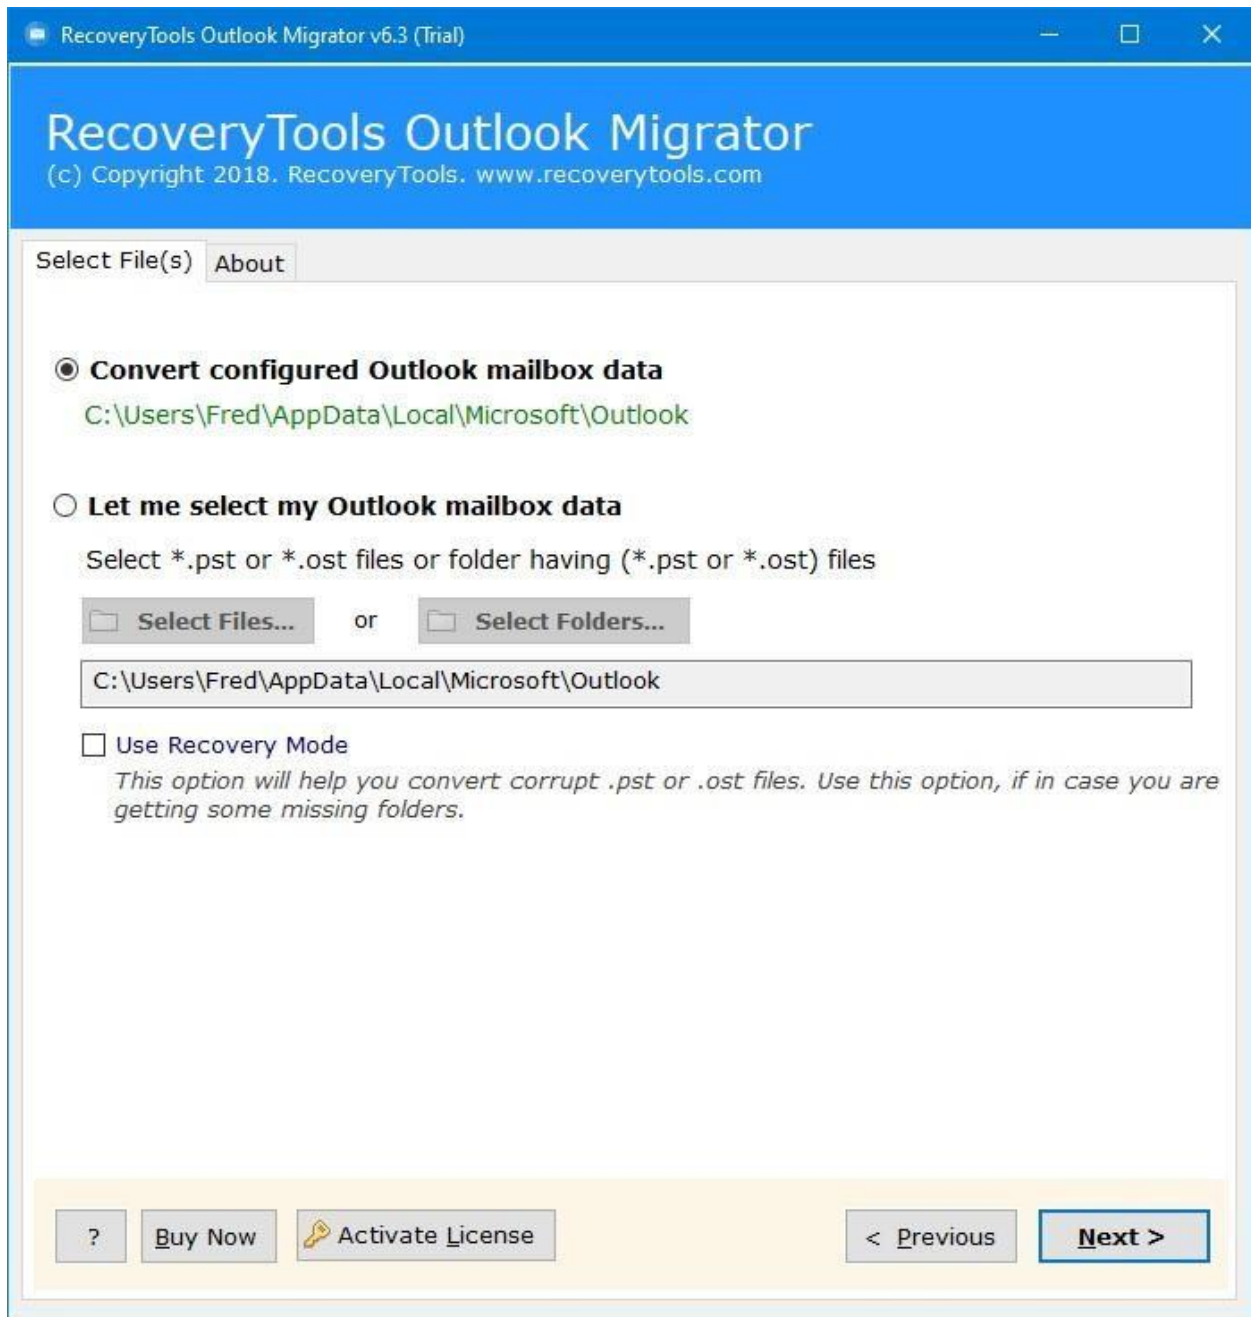 RecoveryTools Outlook Migrator v6.3 (Trial)
RecoveryTools Outlook Migrator
(c) Copyright 2018. RecoveryTools. www.recoverytools.com
Select File(s) About
Convert configured Outlook mailbox data
C:\Users\Fred\AppData\Local\Microsoft\Outlook
Let me select my Outlook mailbox data
Select *.pst or *.ost files or folder having (*.pst or *.ost) files
Select Files... or Select Folders...
C:\Users\Fred\AppData\Local\Microsoft\Outlook
Use Recovery Mode
This option will help you convert corrupt .pst or .ost files. Use this option, if in case you are
getting some missing folders.
? Buy Now Activate License < Previous Next >